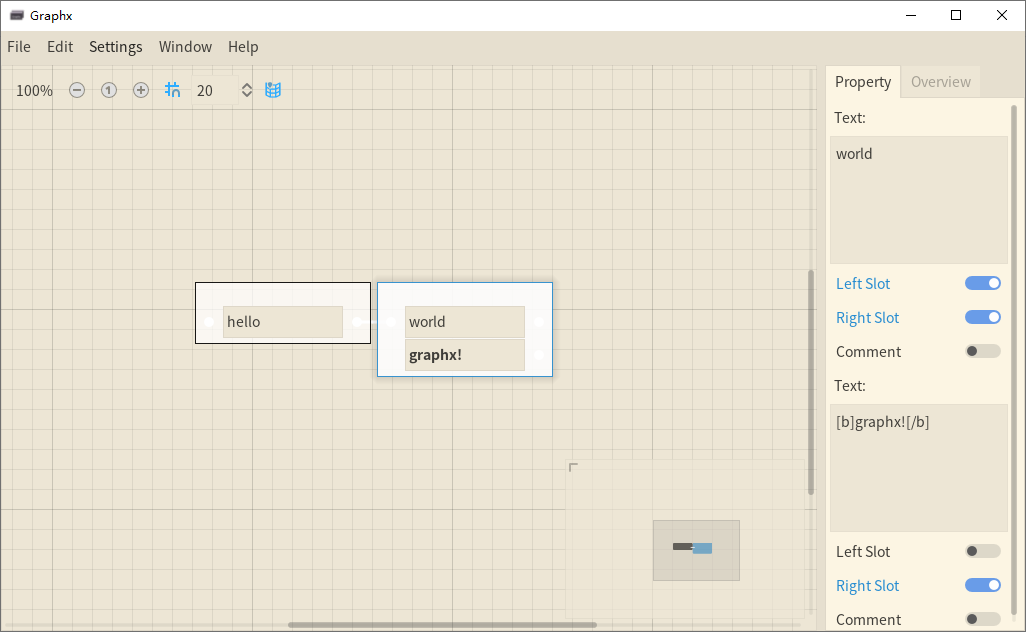 Graphx
File Edit Settings Window Help
100% 1 20
Property Overview
Text:
world
Left Slot
Right Slot
Comment
Text:
[b]graphx![/b]
Left Slot
Right Slot
Comment
hello
world
graphx!